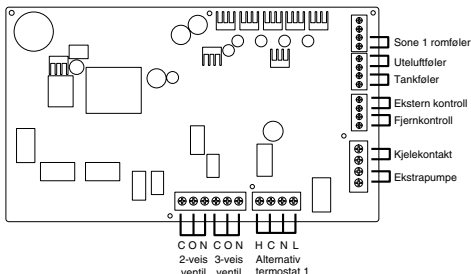 Sone 1 romføler
Uteluftføler
Tankføler
Ekstern kontroll
Fjernkontroll
Kjelekontakt
Ekstrapumpe
C O N C O N H C N L
2-veis 3-veis Alternativ
ventil ventil termostat 1